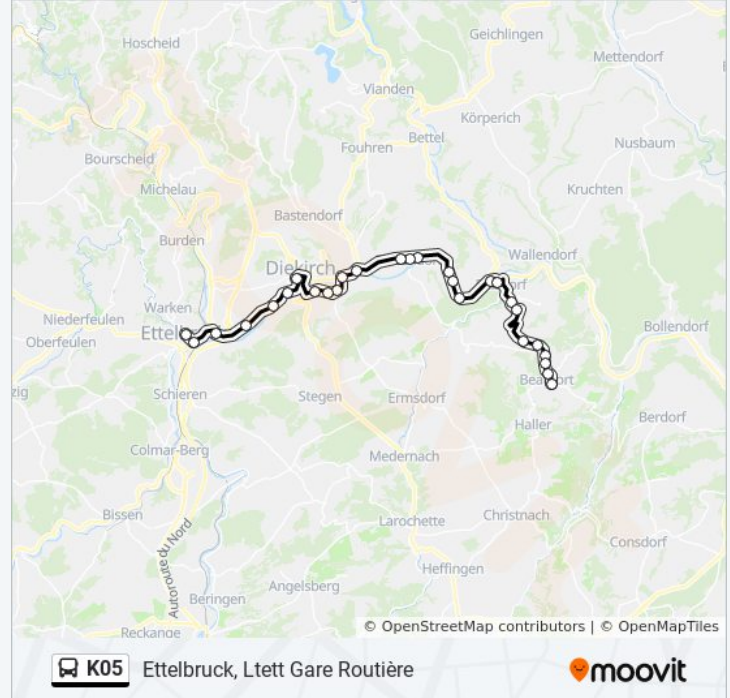 Hoscheid
Geichlingen
Mettendorf
Vianden
Körperich
Bettel
Nusbaum
Fouhren
Bourscheid
Michelau
Kruchten
Bastendorf
Burden
Wallendorf
Diekirch
Warken
Niederfeulen
Ettel
Oberfeulen
Bollendorf
Schieren
Stegen
Ermsdorf
Berdorf
Haller
Colmar-Berg
Medernach
Bissen
Larochette
Christnach
Consdorf
Autoroute du Nord
Heffingen
Angelsberg
Beringen
Reckange
© OpenStreetMap contributors | © OpenMapTiles
K05 Ettelbruck, Ltett Gare Routière
moovit